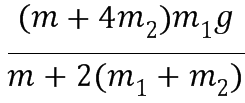 (m + 4m₂)m₁g
m + 2(m₁ + m₂)